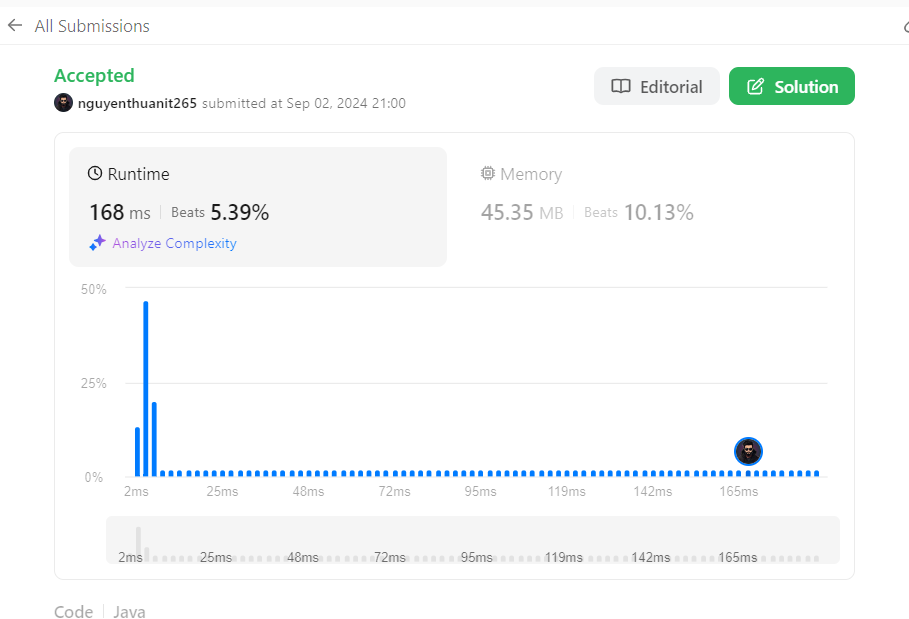 All Submissions
Accepted
nguyenthuanit265 submitted at Sep 02, 2024 21:00
Editorial
Solution
Runtime
168 ms | Beats 5.39%
Analyze Complexity
Memory
45.35 MB | Beats 10.13%
50%
25%
0%
2ms 25ms 48ms 72ms 95ms 119ms 142ms 165ms
2ms 25ms 48ms 72ms 95ms 119ms 142ms 165ms
Code | Java